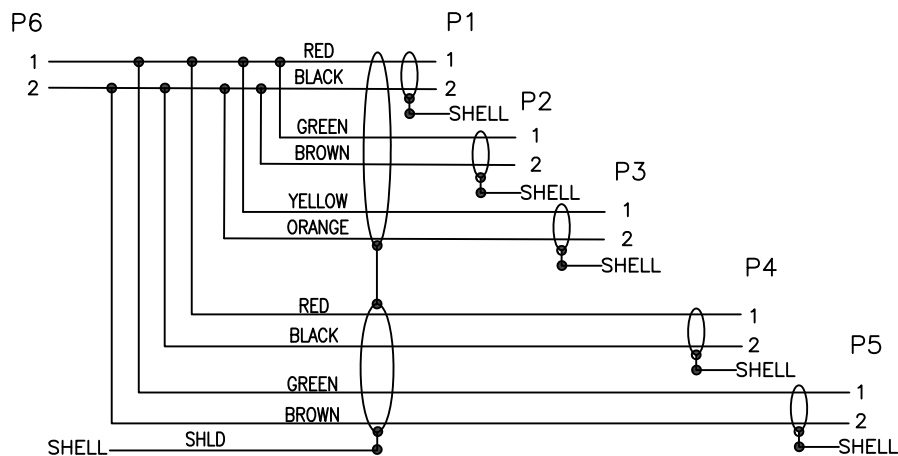 P6 P1
1 RED 1
2 BLACK 2
SHELL
P2
GREEN 1
BROWN 2
SHELL
P3
YELLOW 1
ORANGE 2
SHELL
P4
RED 1
BLACK 2
SHELL
P5
GREEN 1
BROWN 2
SHELL SHLD SHELL